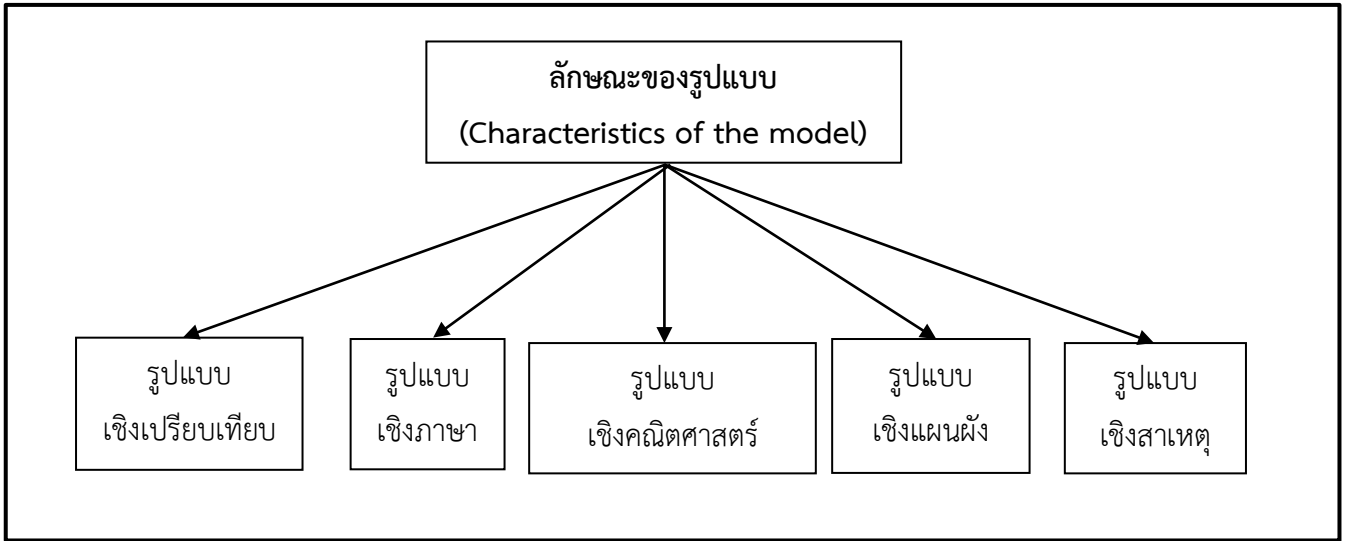 ลักษณะของรูปแบบ
(Characteristics of the model)
รูปแบบ
เชิงเปรียบเทียบ
รูปแบบ
เชิงภาษา
รูปแบบ
เชิงคณิตศาสตร์
รูปแบบ
เชิงแผนผัง
รูปแบบ
เชิงสาเหตุ